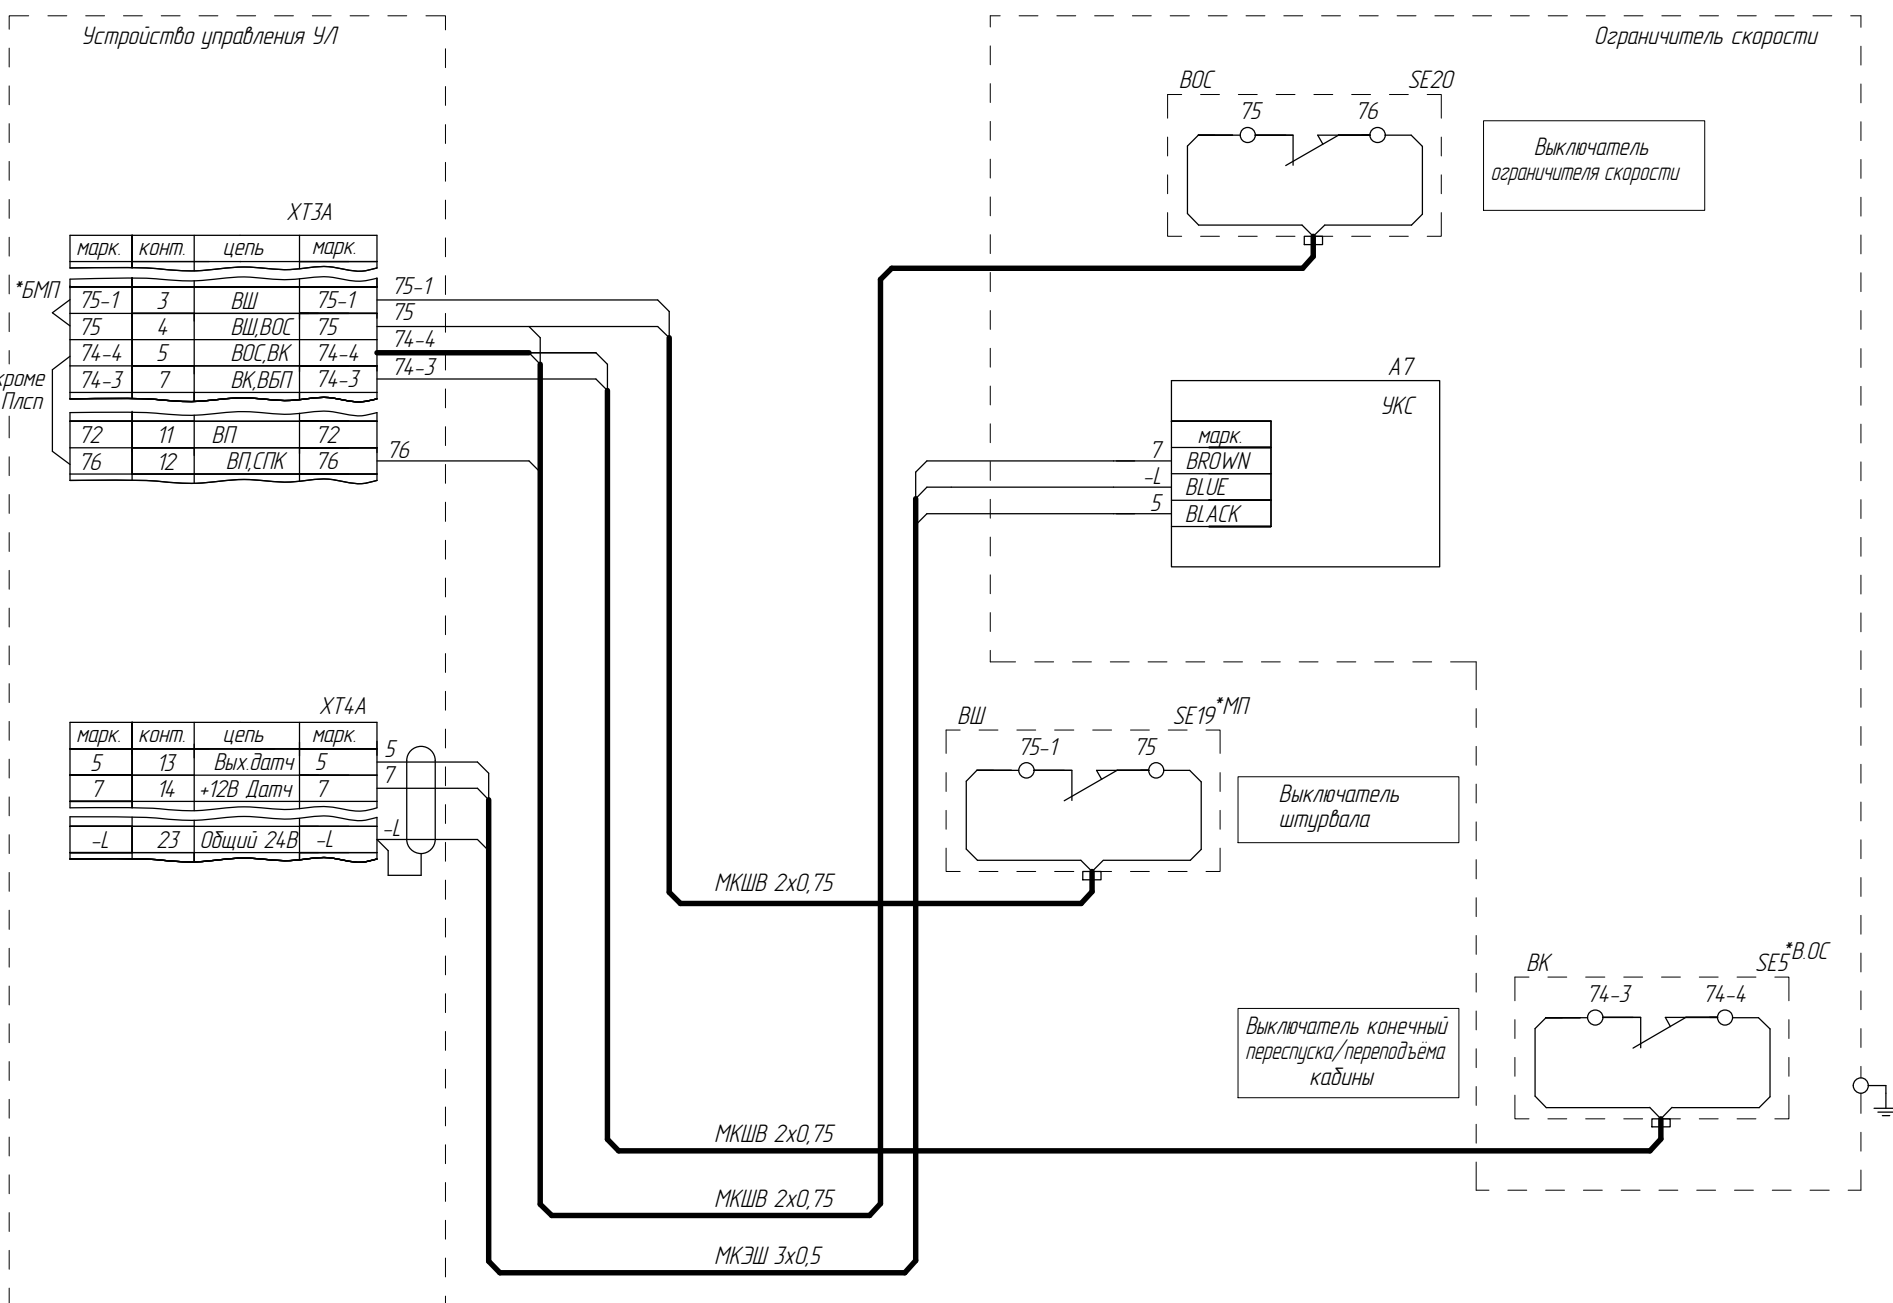 Устройство управления УЛ
Ограничитель скорости
ВОС SE20
75 76
Выключатель
ограничителя скорости
XT3A
марк. конт. цепь марк.
*БМП
75-1 3 ВШ 75-1 75-1
75 4 ВШ,ВОС 75 75
74-4 5 ВОС,ВК 74-4 74-4
74-3 7 ВК,ВБП 74-3 74-3
кроме
Плсп
72 11 ВП 72
76 12 ВП,СПК 76 76
A7
УКС
марк.
7 BROWN
-L BLUE
5 BLACK
XT4A
марк. конт. цепь марк.
5 13 Вых.датч 5 5
7 14 +12В Датч 7 7
-L 23 Общий 24В -L -L
ВШ SE19 *МП
75-1 75
Выключатель
штурвала
МКШВ 2х0,75
ВК SE5 *В.ОС
74-3 74-4
Выключатель конечный
переспуска/переподъёма
кабины
МКШВ 2х0,75
МКШВ 2х0,75
МКЭШ 3х0,5